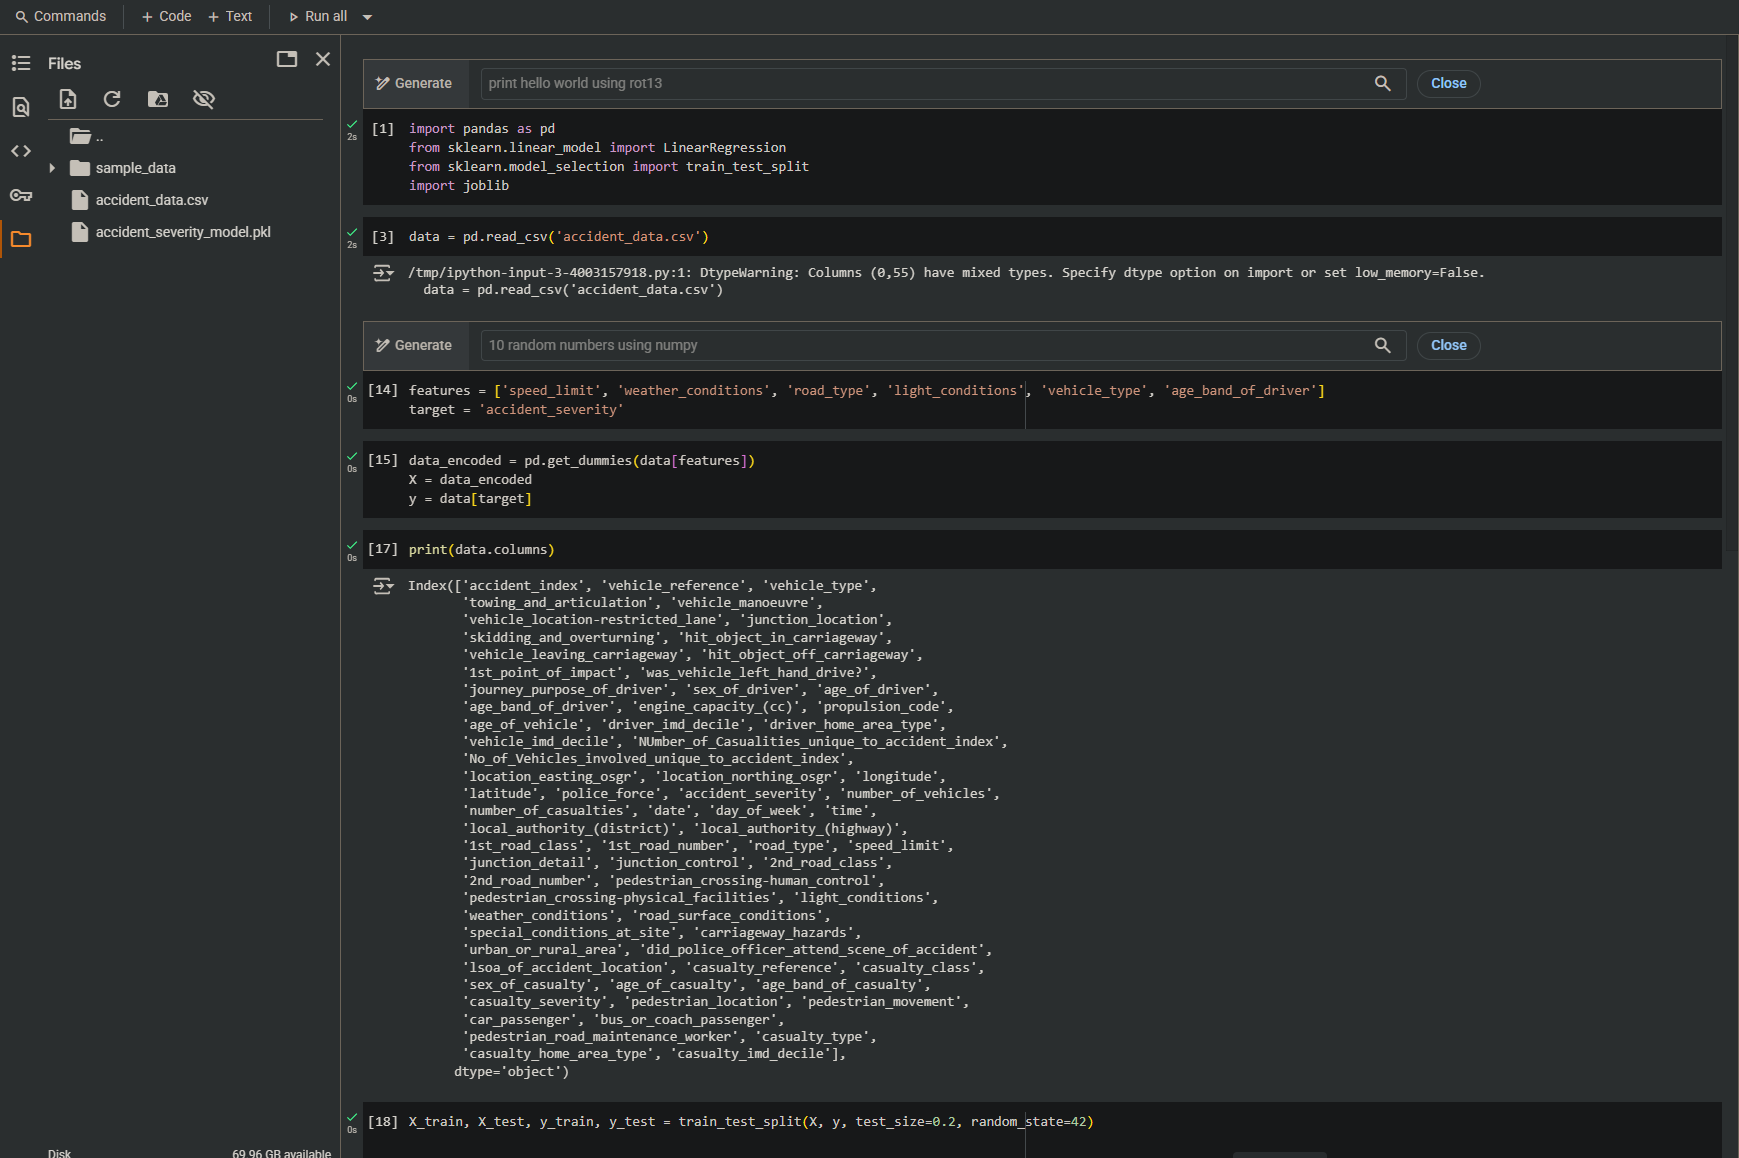 Commands + Code + Text Run all
Files
..
sample_data
accident_data.csv
accident_severity_model.pkl
Disk 69.96 GB available
Generate print hello world using rot13 Close
2s
[1] import pandas as pd
from sklearn.linear_model import LinearRegression
from sklearn.model_selection import train_test_split
import joblib
2s
[3] data = pd.read_csv('accident_data.csv')
/tmp/ipython-input-3-4003157918.py:1: DtypeWarning: Columns (0,55) have mixed types. Specify dtype option on import or set low_memory=False.
data = pd.read_csv('accident_data.csv')
Generate 10 random numbers using numpy Close
0s
[14] features = ['speed_limit', 'weather_conditions', 'road_type', 'light_conditions', 'vehicle_type', 'age_band_of_driver']
target = 'accident_severity'
0s
[15] data_encoded = pd.get_dummies(data[features])
X = data_encoded
y = data[target]
0s
[17] print(data.columns)
Index(['accident_index', 'vehicle_reference', 'vehicle_type',
'towing_and_articulation', 'vehicle_manoeuvre',
'vehicle_location-restricted_lane', 'junction_location',
'skidding_and_overturning', 'hit_object_in_carriageway',
'vehicle_leaving_carriageway', 'hit_object_off_carriageway',
'1st_point_of_impact', 'was_vehicle_left_hand_drive?',
'journey_purpose_of_driver', 'sex_of_driver', 'age_of_driver',
'age_band_of_driver', 'engine_capacity_(cc)', 'propulsion_code',
'age_of_vehicle', 'driver_imd_decile', 'driver_home_area_type',
'vehicle_imd_decile', 'NUmber_of_Casualities_unique_to_accident_index',
'No_of_Vehicles_involved_unique_to_accident_index',
'location_easting_osgr', 'location_northing_osgr', 'longitude',
'latitude', 'police_force', 'accident_severity', 'number_of_vehicles',
'number_of_casualties', 'date', 'day_of_week', 'time',
'local_authority_(district)', 'local_authority_(highway)',
'1st_road_class', '1st_road_number', 'road_type', 'speed_limit',
'junction_detail', 'junction_control', '2nd_road_class',
'2nd_road_number', 'pedestrian_crossing-human_control',
'pedestrian_crossing-physical_facilities', 'light_conditions',
'weather_conditions', 'road_surface_conditions',
'special_conditions_at_site', 'carriageway_hazards',
'urban_or_rural_area', 'did_police_officer_attend_scene_of_accident',
'lsoa_of_accident_location', 'casualty_reference', 'casualty_class',
'sex_of_casualty', 'age_of_casualty', 'age_band_of_casualty',
'casualty_severity', 'pedestrian_location', 'pedestrian_movement',
'car_passenger', 'bus_or_coach_passenger',
'pedestrian_road_maintenance_worker', 'casualty_type',
'casualty_home_area_type', 'casualty_imd_decile'],
dtype='object')
0s
[18] X_train, X_test, y_train, y_test = train_test_split(X, y, test_size=0.2, random_state=42)